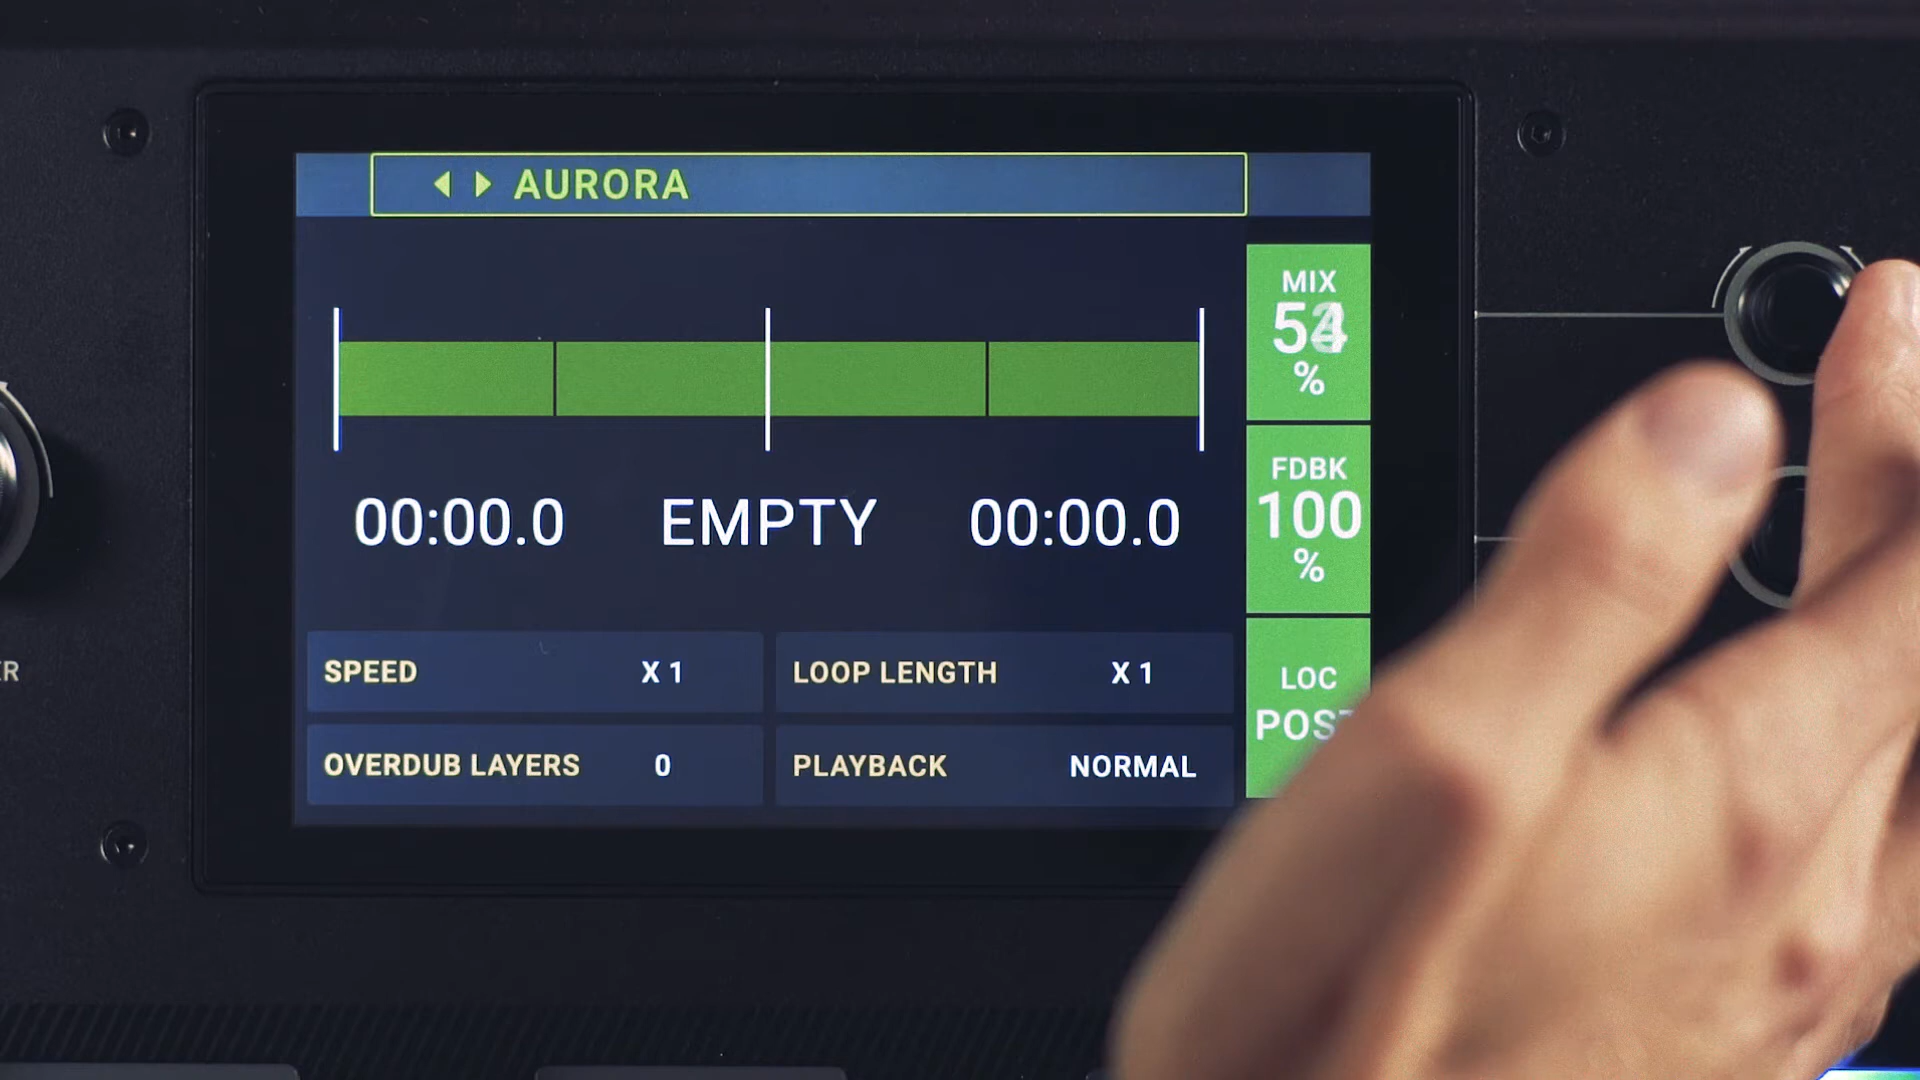 AURORA
MIX
%
FDBK
100
%
00:00.0 EMPTY 00:00.0
LOC
SPEED X 1
LOOP LENGTH X 1
OVERDUB LAYERS 0
PLAYBACK NORMAL